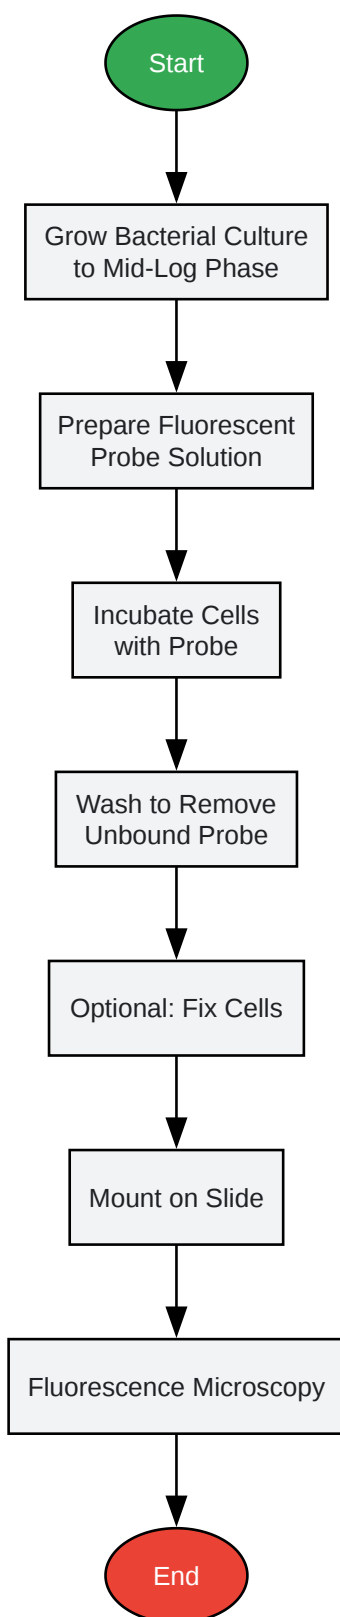 Start
Grow Bacterial Culture
to Mid-Log Phase
Prepare Fluorescent
Probe Solution
Incubate Cells
with Probe
Wash to Remove
Unbound Probe
Optional: Fix Cells
Mount on Slide
Fluorescence Microscopy
End